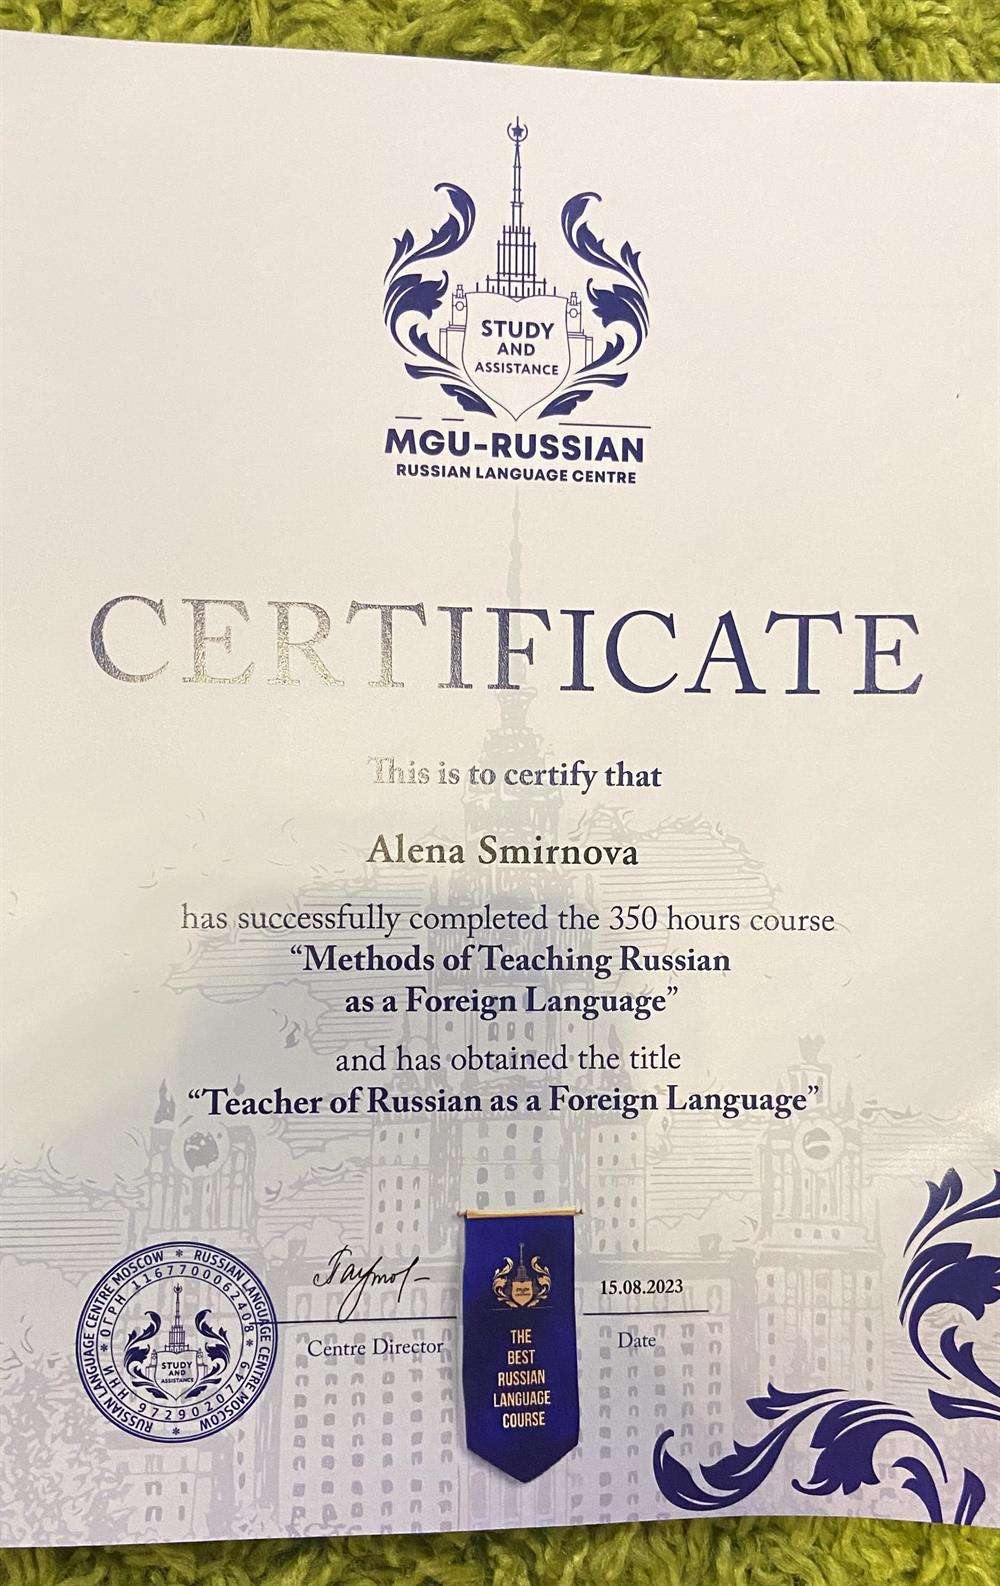 STUDY
AND
ASSISTANCE
MGU-RUSSIAN
RUSSIAN LANGUAGE CENTRE
CERTIFICATE
This is to certify that
Alena Smirnova
has successfully completed the 350 hours course
“Methods of Teaching Russian
as a Foreign Language”
and has obtained the title
“Teacher of Russian as a Foreign Language”
RUSSIAN LANGUAGE CENTRE MOSCOW * RUSSIAN LANGUAGE CENTRE MOSCOW *
* ОГРН 1167700062408 * ИНН 9729020746
STUDY
AND
ASSISTANCE
Centre Director
THE
BEST
RUSSIAN
LANGUAGE
COURSE
15.08.2023
Date